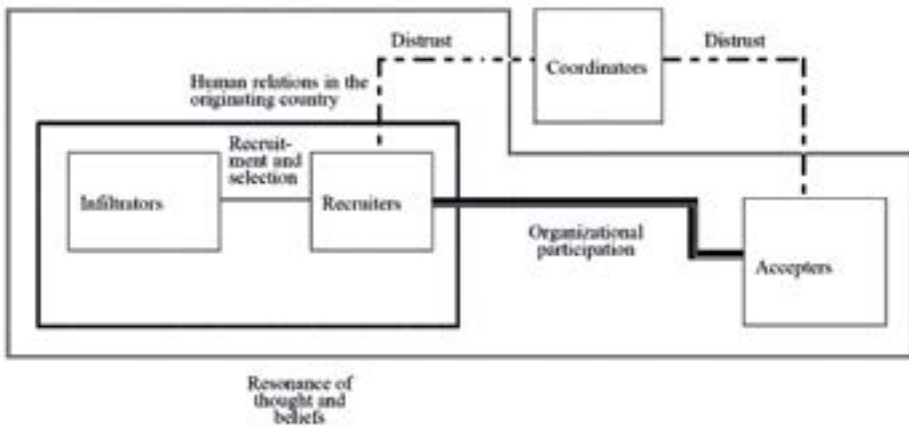 Distrust
Distrust
Coordinators
Human relations in the
originating country
Recruit-
ment and
selection
Infiltrators
Recruiters
Organizational
participation
Accepters
Resonance of
thought and
beliefs